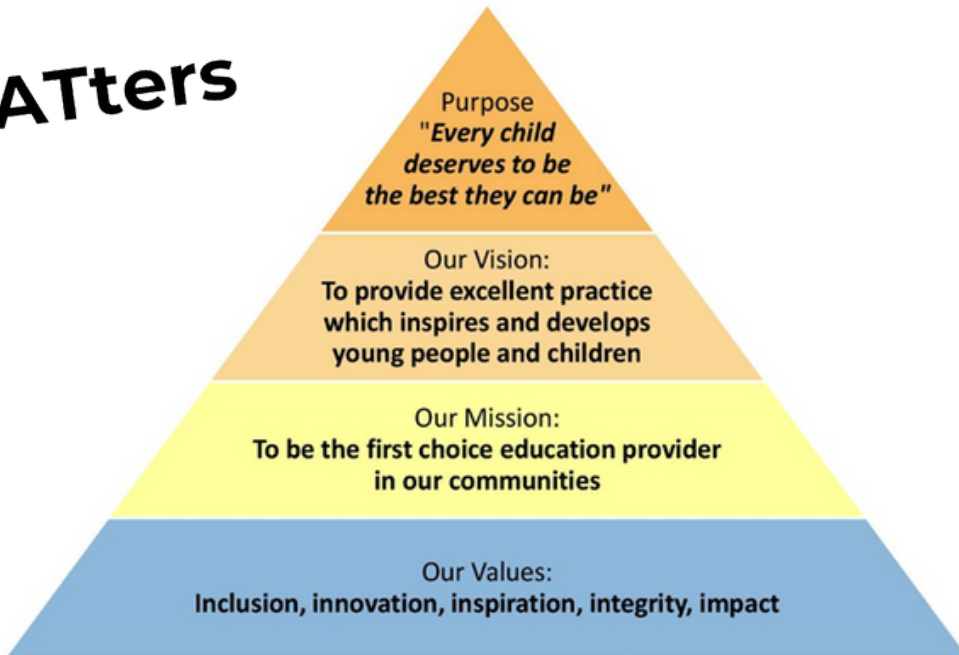 ATters
Purpose
"Every child
deserves to be
the best they can be"
Our Vision:
To provide excellent practice
which inspires and develops
young people and children
Our Mission:
To be the first choice education provider
in our communities
Our Values:
Inclusion, innovation, inspiration, integrity, impact